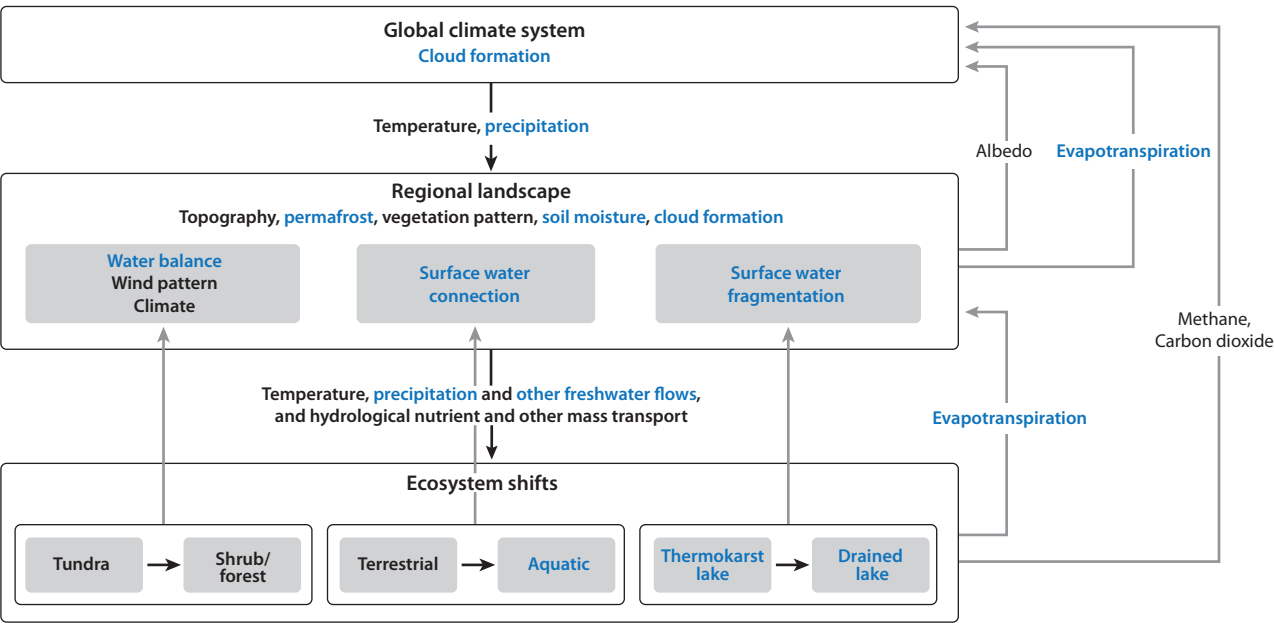 Global climate system
Cloud formation
Temperature, precipitation
Albedo
Evapotranspiration
Regional landscape
Topography, permafrost, vegetation pattern, soil moisture, cloud formation
Water balance
Wind pattern
Climate
Surface water
connection
Surface water
fragmentation
Methane,
Carbon dioxide
Temperature, precipitation and other freshwater flows,
and hydrological nutrient and other mass transport
Evapotranspiration
Ecosystem shifts
Tundra
Shrub/
forest
Terrestrial
Aquatic
Thermokarst
lake
Drained
lake